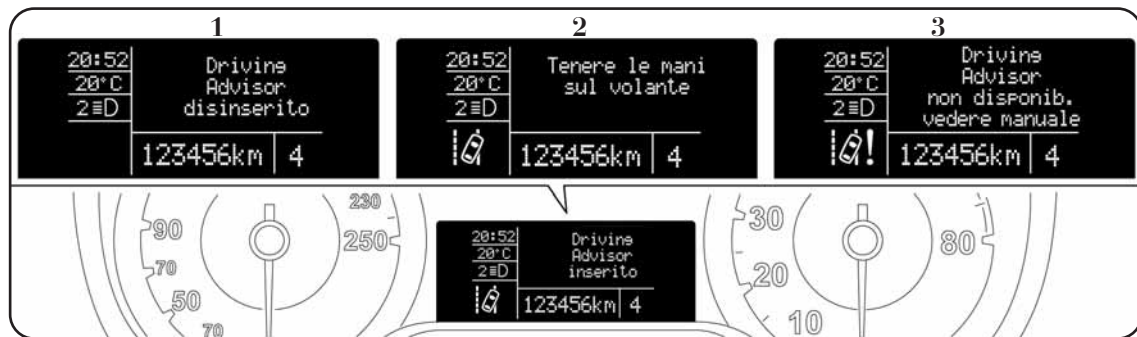 1
20:52
20°C
2≣D
Driving
Advisor
disinserito
123456km 4
2
20:52
20°C
2≣D
Tenere le mani
sul volante
123456km 4
3
20:52
20°C
2≣D
Driving
Advisor
non disponib.
vedere manuale
! 123456km 4
90
70
50
70
230
250
20:52
20°C
2≣D
Driving
Advisor
inserito
123456km 4
30
20
10
80